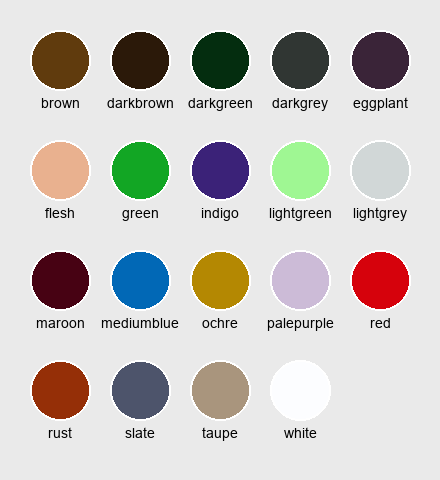 brown darkbrown darkgreen darkgrey eggplant
flesh green indigo lightgreen lightgrey
maroon mediumblue ochre palepurple red
rust slate taupe white